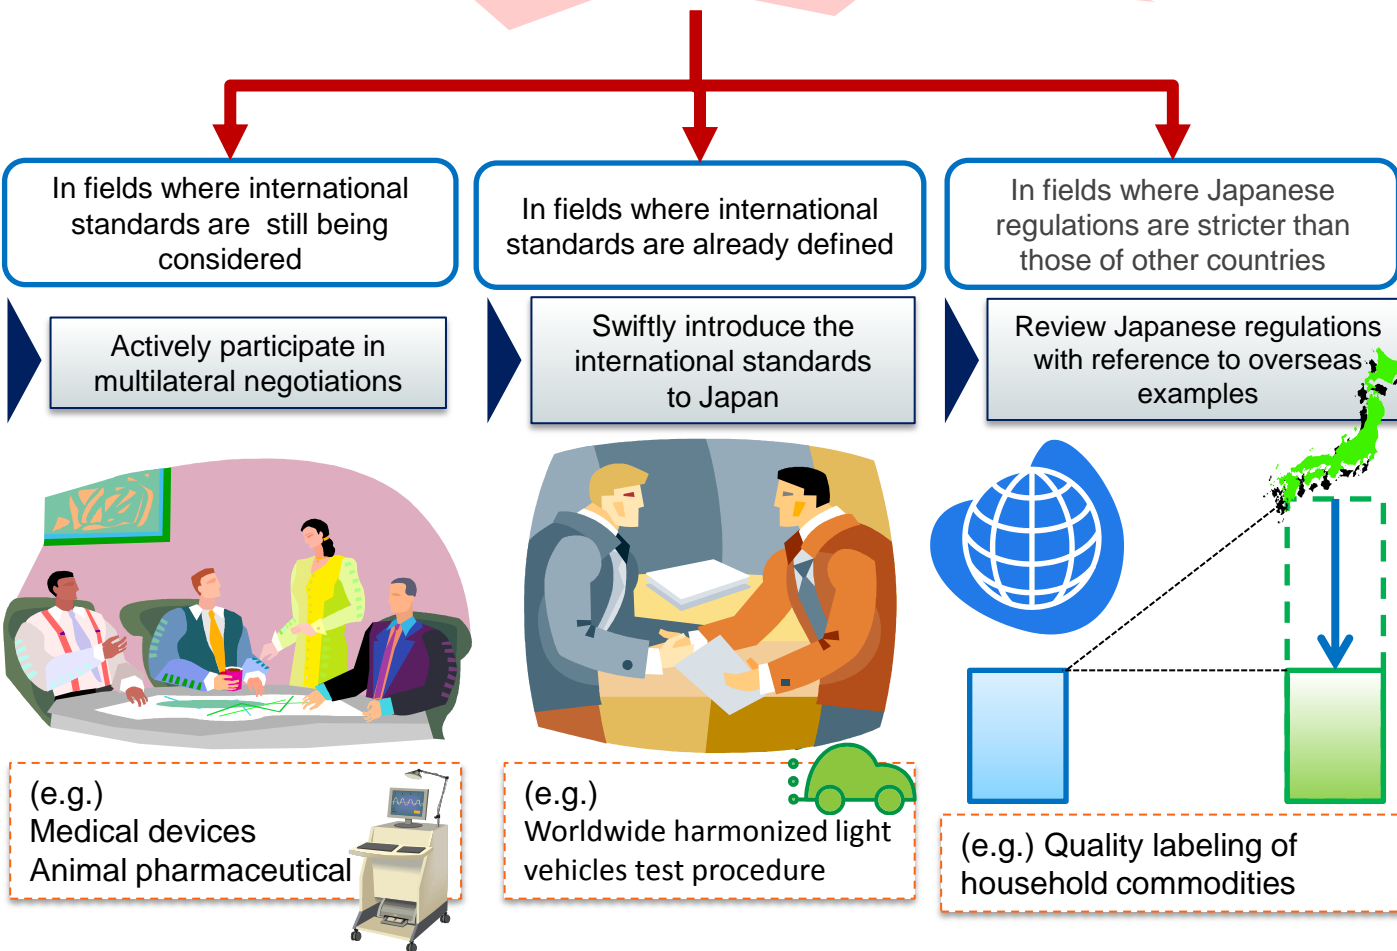 In fields where international
standards are still being
considered
In fields where international
standards are already defined
In fields where Japanese
regulations are stricter than
those of other countries
Actively participate in
multilateral negotiations
Swiftly introduce the
international standards
to Japan
Review Japanese regulations
with reference to overseas
examples
(e.g.)
Medical devices
Animal pharmaceutical
(e.g.)
Worldwide harmonized light
vehicles test procedure
(e.g.) Quality labeling of
household commodities